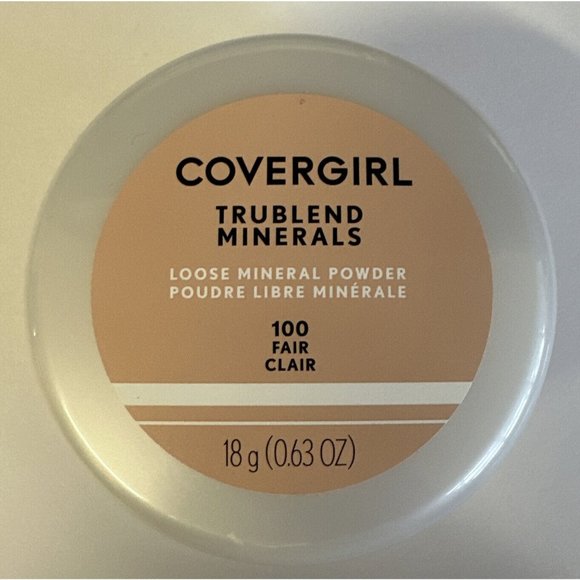 COVERGIRL
TRUBLEND
MINERALS
LOOSE MINERAL POWDER
POUDRE LIBRE MINÉRALE
100
FAIR
CLAIR
18 g (0.63 OZ)